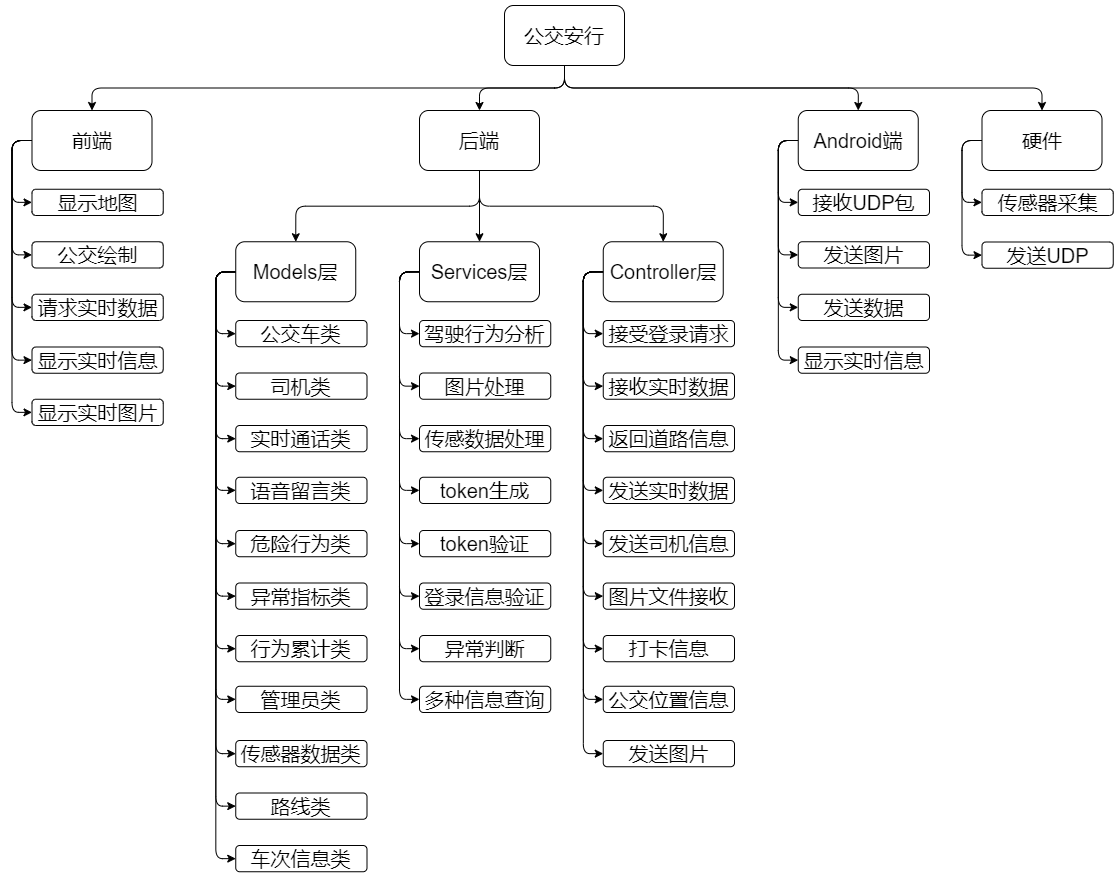 公交安行
前端
显示地图
公交绘制
请求实时数据
显示实时信息
显示实时图片
后端
Models层
公交车类
司机类
实时通话类
语音留言类
危险行为类
异常指标类
行为累计类
管理员类
传感器数据类
路线类
车次信息类
Services层
驾驶行为分析
图片处理
传感数据处理
token生成
token验证
登录信息验证
异常判断
多种信息查询
Controller层
接受登录请求
接收实时数据
返回道路信息
发送实时数据
发送司机信息
图片文件接收
打卡信息
公交位置信息
发送图片
Android端
接收UDP包
发送图片
发送数据
显示实时信息
硬件
传感器采集
发送UDP